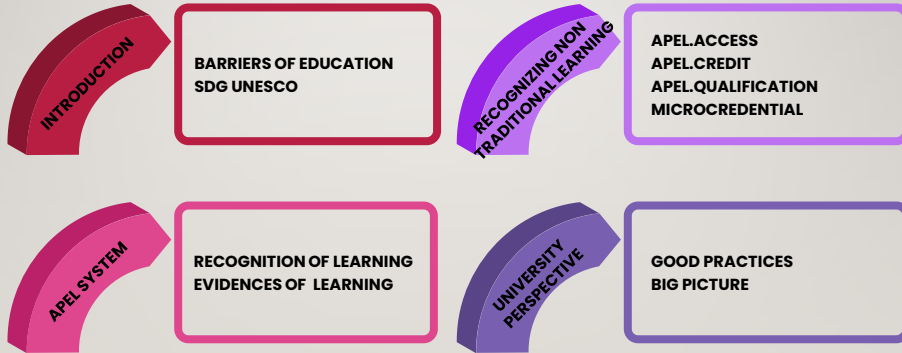 INTRODUCTION
BARRIERS OF EDUCATION
SDG UNESCO
RECOGNIZING NON
TRADITIONAL LEARNING
APEL.ACCESS
APEL.CREDIT
APEL.QUALIFICATION
MICROCREDENTIAL
APEL SYSTEM
RECOGNITION OF LEARNING
EVIDENCES OF LEARNING
UNIVERSITY
PERSPECTIVE
GOOD PRACTICES
BIG PICTURE